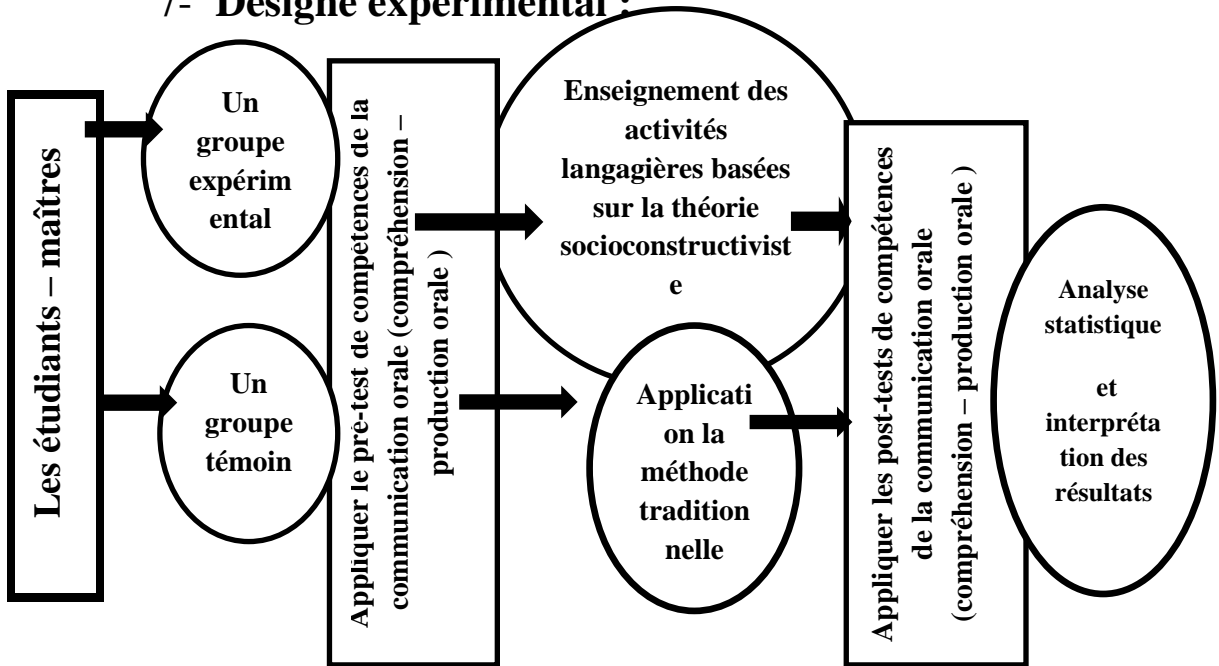 /- Désigne expérimental :
Les étudiants – maîtres
Un
groupe
expérim
ental
Un
groupe
témoin
Appliquer le pré-test de compétences de la
communication orale (compréhension –
production orale )
Enseignement des
activités
langagières basées
sur la théorie
socioconstructivist
e
Applicati
on la
méthode
tradition
nelle
Appliquer les post-tests de compétences
de la communication orale
(compréhension – production orale )
Analyse
statistique
et
interpréta
tion des
résultats